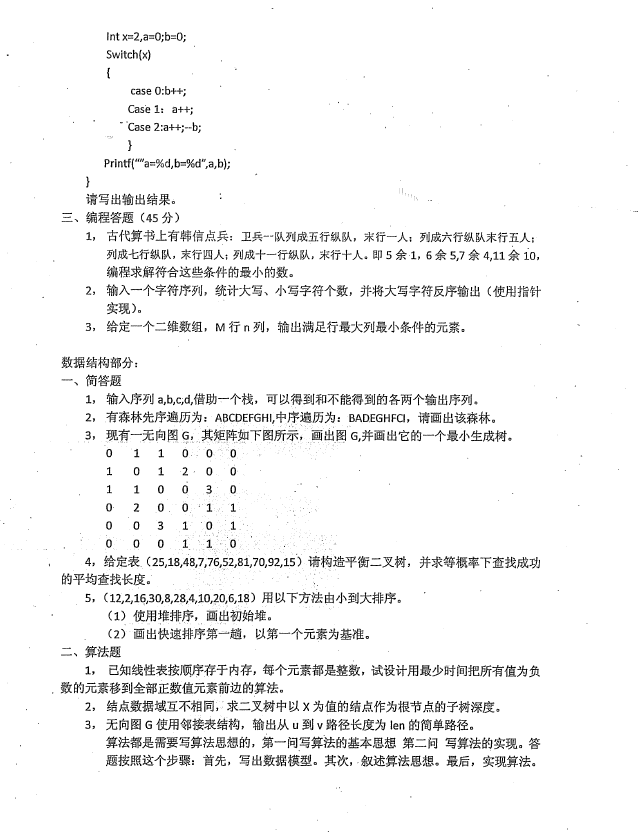 Int x=2,a=0;b=0;
Switch(x)
{
case 0:b++;
Case 1：a++;
Case 2:a++;--b;
}
Printf("“a=%d,b=%d”,a,b);
}
请写出输出结果。
三、编程答题（45 分）
1， 古代算书上有韩信点兵：卫兵一队列成五行纵队，末行一人；列成六行纵队末行五人；
列成七行纵队，末行四人；列成十一行纵队，末行十人。即 5 余 1，6 余 5,7 余 4,11 余 10，
编程求解符合这些条件的最小的数。
2， 输入一个字符序列，统计大写、小写字符个数，并将大写字符反序输出（使用指针
实现）。
3， 给定一个二维数组，M 行 n 列，输出满足行最大列最小条件的元素。
数据结构部分：
一、简答题
1， 输入序列 a,b,c,d,借助一个栈，可以得到和不能得到的各两个输出序列。
2， 有森林先序遍历为：ABCDEFGHI,中序遍历为：BADEGHFCI，请画出该森林。
3， 现有一无向图 G，其矩阵如下图所示，画出图 G,并画出它的一个最小生成树。
0 1 1 0 0 0
1 0 1 2 0 0
1 1 0 0 3 0
0 2 0 0 1 1
0 0 3 1 0 1
0 0 0 1 1 0
4，给定表（25,18,48,7,76,52,81,70,92,15）请构造平衡二叉树，并求等概率下查找成功
的平均查找长度。
5，（12,2,16,30,8,28,4,10,20,6,18）用以下方法由小到大排序。
（1）使用堆排序，画出初始堆。
（2）画出快速排序第一趟，以第一个元素为基准。
二、算法题
1， 已知线性表按顺序存于内存，每个元素都是整数，试设计用最少时间把所有值为负
数的元素移到全部正数值元素前边的算法。
2， 结点数据域互不相同，求二叉树中以 X 为值的结点作为根节点的子树深度。
3， 无向图 G 使用邻接表结构，输出从 u 到 v 路径长度为 len 的简单路径。
算法都是需要写算法思想的，第一问写算法的基本思想 第二问 写算法的实现。答
题按照这个步骤：首先，写出数据模型。其次，叙述算法思想。最后，实现算法。